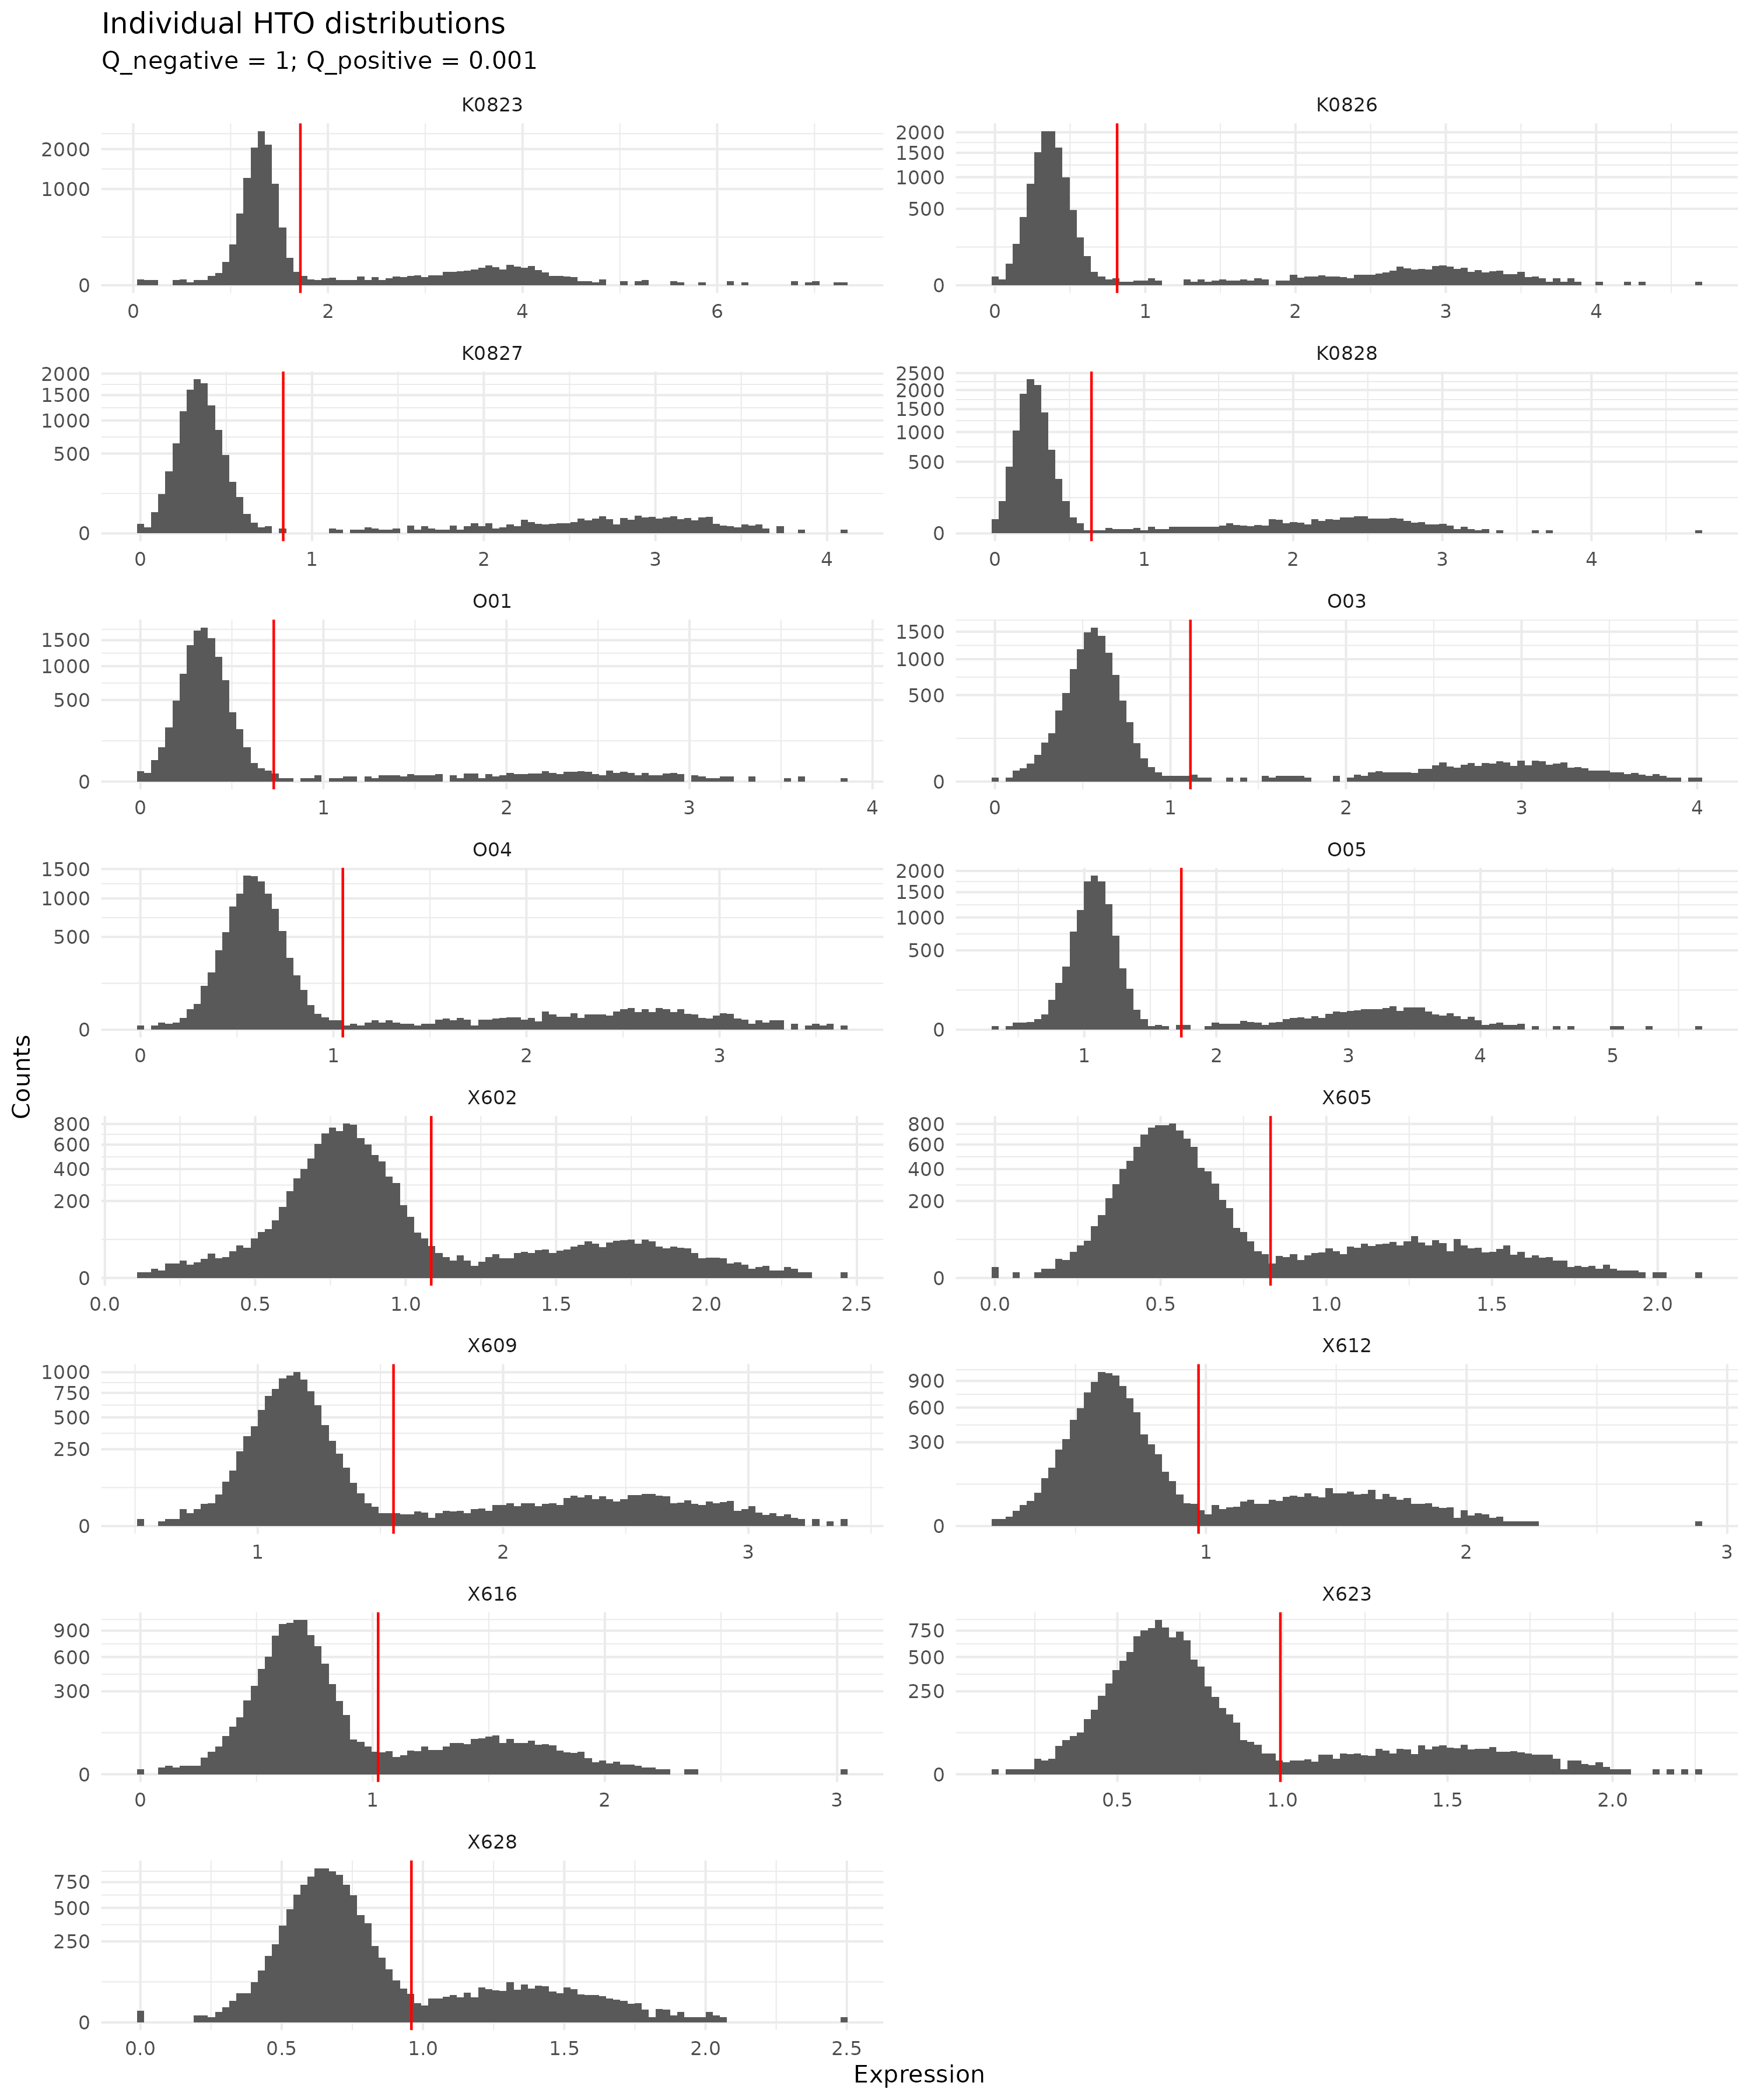 Individual HTO distributions
Q_negative = 1; Q_positive = 0.001
K0823
K0826
2000
1000
0
0 2 4 6
2000
1500
1000
500
0
0 1 2 3 4
K0827
K0828
2000
1500
1000
500
0
0 1 2 3 4
2500
2000
1500
1000
500
0
0 1 2 3 4
O01
O03
1500
1000
500
0
0 1 2 3 4
1500
1000
500
0
0 1 2 3 4
O04
O05
1500
1000
500
0
0 1 2 3
2000
1500
1000
500
0
1 2 3 4 5
Counts
X602
X605
800
600
400
200
0
0.0 0.5 1.0 1.5 2.0 2.5
800
600
400
200
0
0.0 0.5 1.0 1.5 2.0
X609
X612
1000
750
500
250
0
1 2 3
900
600
300
0
1 2 3
X616
X623
900
600
300
0
0 1 2 3
750
500
250
0
0.5 1.0 1.5 2.0
X628
750
500
250
0
0.0 0.5 1.0 1.5 2.0 2.5
Expression